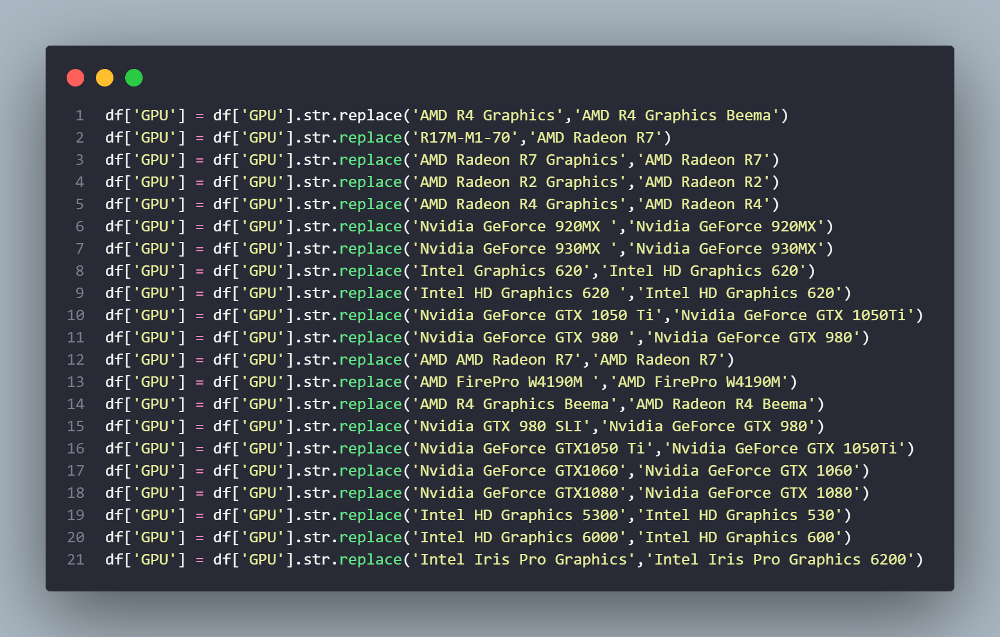 1 df['GPU'] = df['GPU'].str.replace('AMD R4 Graphics','AMD R4 Graphics Beema')
2 df['GPU'] = df['GPU'].str.replace('R17M-M1-70','AMD Radeon R7')
3 df['GPU'] = df['GPU'].str.replace('AMD Radeon R7 Graphics','AMD Radeon R7')
4 df['GPU'] = df['GPU'].str.replace('AMD Radeon R2 Graphics','AMD Radeon R2')
5 df['GPU'] = df['GPU'].str.replace('AMD Radeon R4 Graphics','AMD Radeon R4')
6 df['GPU'] = df['GPU'].str.replace('Nvidia GeForce 920MX ','Nvidia GeForce 920MX')
7 df['GPU'] = df['GPU'].str.replace('Nvidia GeForce 930MX ','Nvidia GeForce 930MX')
8 df['GPU'] = df['GPU'].str.replace('Intel Graphics 620','Intel HD Graphics 620')
9 df['GPU'] = df['GPU'].str.replace('Intel HD Graphics 620 ','Intel HD Graphics 620')
10 df['GPU'] = df['GPU'].str.replace('Nvidia GeForce GTX 1050 Ti','Nvidia GeForce GTX 1050Ti')
11 df['GPU'] = df['GPU'].str.replace('Nvidia GeForce GTX 980 ','Nvidia GeForce GTX 980')
12 df['GPU'] = df['GPU'].str.replace('AMD AMD Radeon R7','AMD Radeon R7')
13 df['GPU'] = df['GPU'].str.replace('AMD FirePro W4190M ','AMD FirePro W4190M')
14 df['GPU'] = df['GPU'].str.replace('AMD R4 Graphics Beema','AMD Radeon R4 Beema')
15 df['GPU'] = df['GPU'].str.replace('Nvidia GTX 980 SLI','Nvidia GeForce GTX 980')
16 df['GPU'] = df['GPU'].str.replace('Nvidia GeForce GTX1050 Ti','Nvidia GeForce GTX 1050Ti')
17 df['GPU'] = df['GPU'].str.replace('Nvidia GeForce GTX1060','Nvidia GeForce GTX 1060')
18 df['GPU'] = df['GPU'].str.replace('Nvidia GeForce GTX1080','Nvidia GeForce GTX 1080')
19 df['GPU'] = df['GPU'].str.replace('Intel HD Graphics 5300','Intel HD Graphics 530')
20 df['GPU'] = df['GPU'].str.replace('Intel HD Graphics 6000','Intel HD Graphics 600')
21 df['GPU'] = df['GPU'].str.replace('Intel Iris Pro Graphics','Intel Iris Pro Graphics 6200')